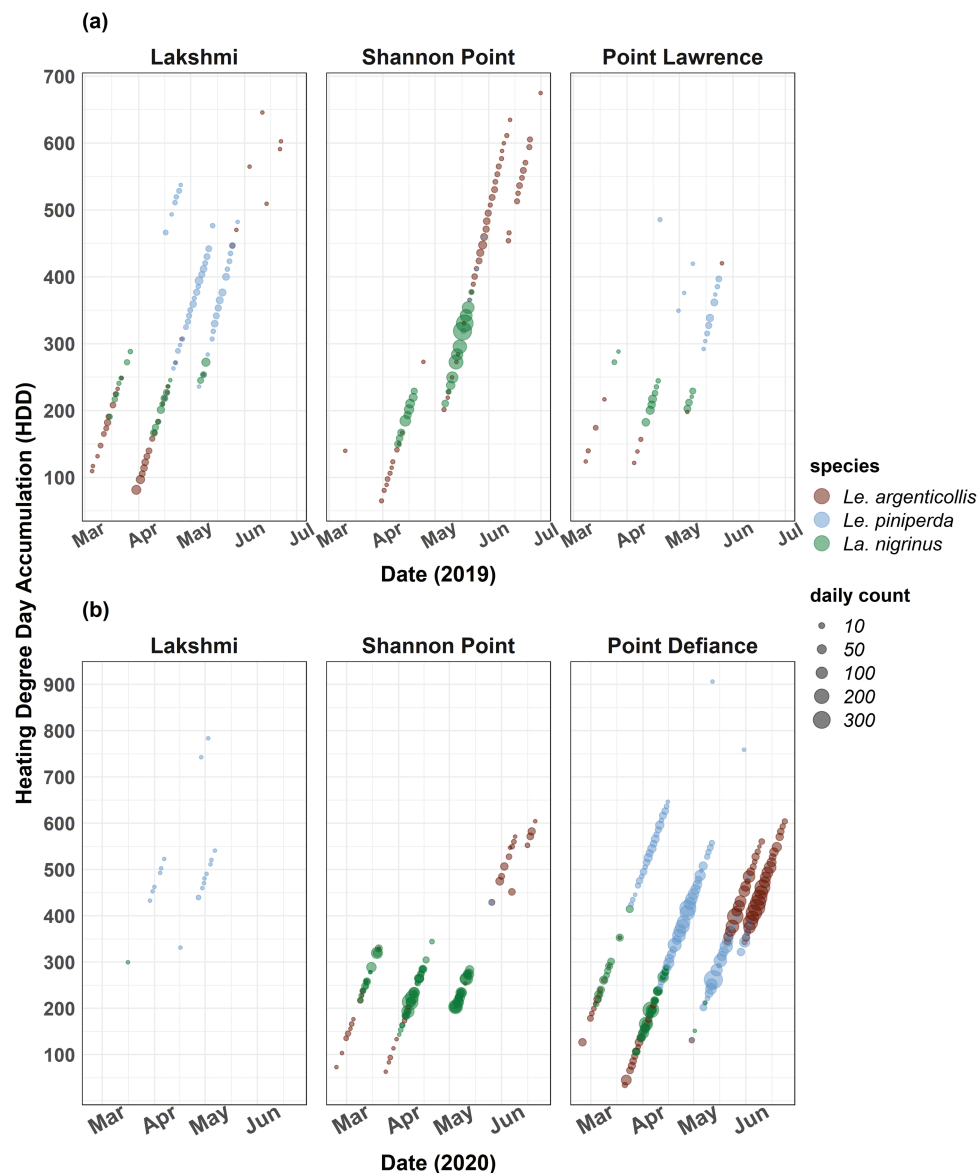 (a)
Lakshmi
Shannon Point
Point Lawrence
700
600
500
400
300
200
100
Mar
Apr
May
Jun
Jul
Mar
Apr
May
Jun
Jul
Mar
Apr
May
Jun
Jul
Date (2019)
Heating Degree Day Accumulation (HDD)
species
Le. argenticollis
Le. piniperda
La. nigrinus
daily count
10
50
100
200
300
(b)
Lakshmi
Shannon Point
Point Defiance
900
800
700
600
500
400
300
200
100
Mar
Apr
May
Jun
Mar
Apr
May
Jun
Mar
Apr
May
Jun
Date (2020)